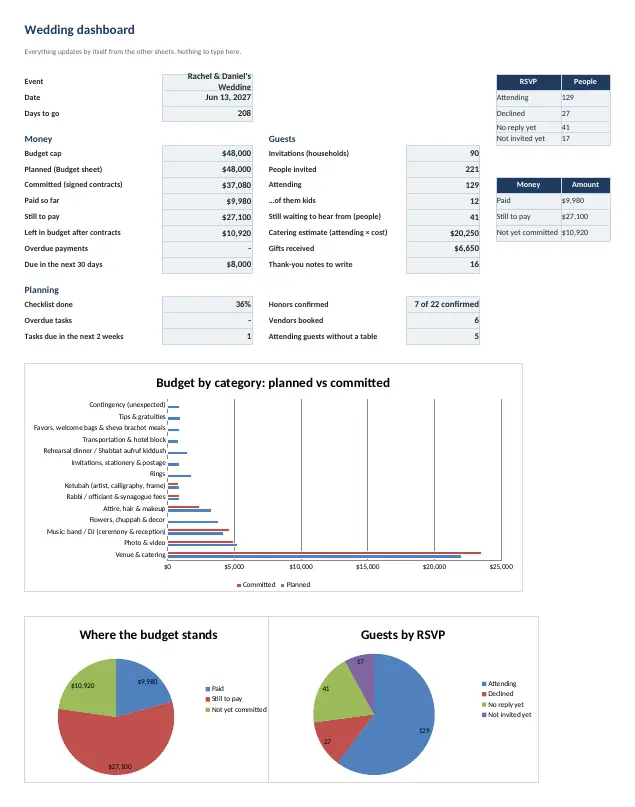 Wedding dashboard
Everything updates by itself from the other sheets. Nothing to type here.
Event Rachel & Daniel's Wedding
Date Jun 13, 2027
Days to go 208
RSVP People
Attending 129
Declined 27
No reply yet 41
Not invited yet 17
Money
Budget cap $48,000
Planned (Budget sheet) $48,000
Committed (signed contracts) $37,080
Paid so far $9,980
Still to pay $27,100
Left in budget after contracts $10,920
Overdue payments -
Due in the next 30 days $8,000
Guests
Invitations (households) 90
People invited 221
Attending 129
...of them kids 12
Still waiting to hear from (people) 41
Catering estimate (attending × cost) $20,250
Gifts received $6,650
Thank-you notes to write 16
Money Amount
Paid $9,980
Still to pay $27,100
Not yet committed $10,920
Planning
Checklist done 36%
Overdue tasks -
Tasks due in the next 2 weeks 1
Honors confirmed 7 of 22 confirmed
Vendors booked 6
Attending guests without a table 5
Budget by category: planned vs committed
Contingency (unexpected)
Tips & gratuities
Favors, welcome bags & sheva brachot meals
Transportation & hotel block
Rehearsal dinner / Shabbat aufruf kiddush
Invitations, stationery & postage
Rings
Ketubah (artist, calligraphy, frame)
Rabbi / officiant & synagogue fees
Attire, hair & makeup
Flowers, chuppah & decor
Music: band / DJ (ceremony & reception)
Photo & video
Venue & catering
$0 $5,000 $10,000 $15,000 $20,000 $25,000
Committed Planned
Where the budget stands
$10,920 $9,980
$27,100
Paid
Still to pay
Not yet committed
Guests by RSVP
17
41
27
129
Attending
Declined
No reply yet
Not invited yet